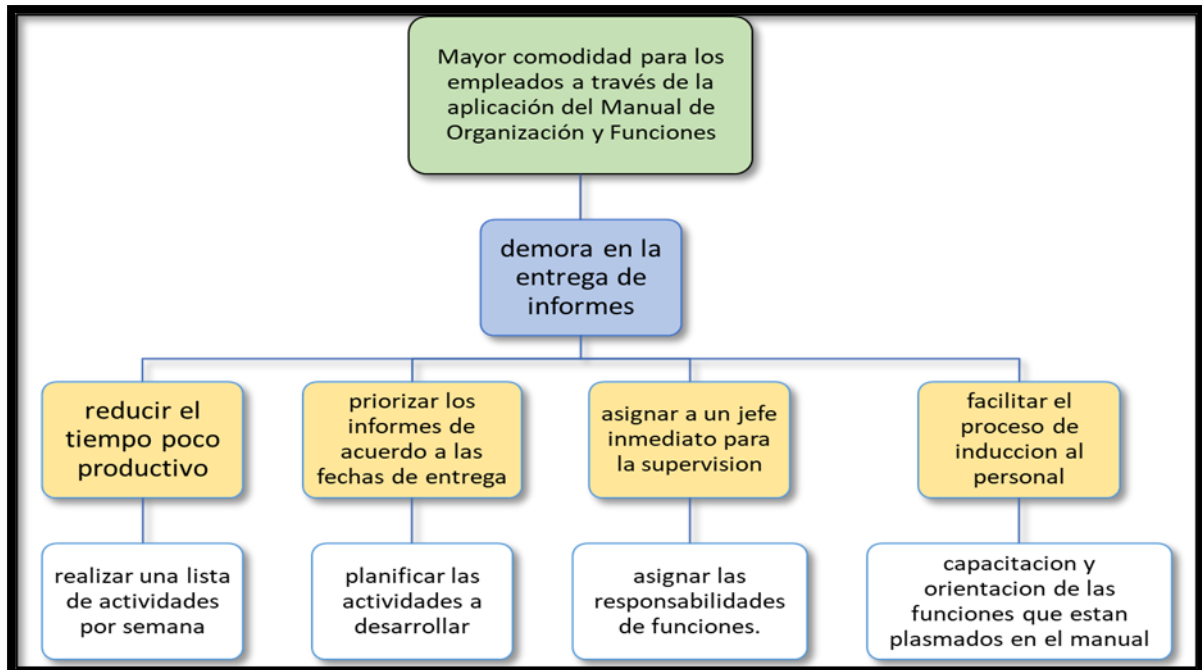 Mayor comodidad para los
empleados a través de la
aplicación del Manual de
Organización y Funciones
demora en la
entrega de
informes
reducir el
tiempo poco
productivo
priorizar los
informes de
acuerdo a las
fechas de entrega
asignar a un jefe
inmediato para
la supervision
facilitar el
proceso de
induccion al
personal
realizar una lista
de actividades
por semana
planificar las
actividades a
desarrollar
asignar las
responsabilidades
de funciones.
capacitacion y
orientacion de las
funciones que estan
plasmados en el manual